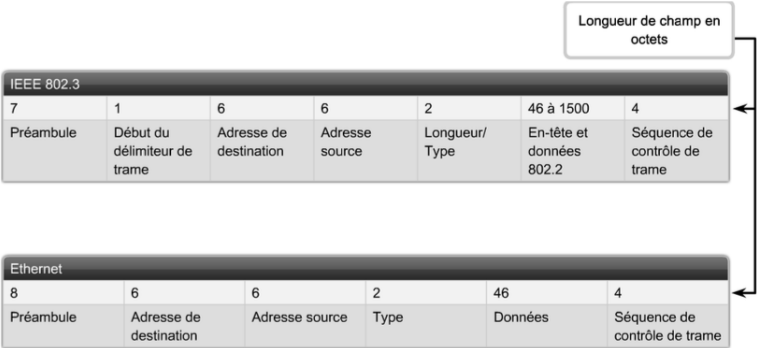 Longueur de champ en
octets
IEEE 802.3
7 1 6 6 2 46 à 1500 4
Préambule Début du Adresse de Adresse Longueur/ En-tête et Séquence de
délimiteur de destination source Type données contrôle de
trame 802.2 trame
Ethernet
8 6 6 2 46 4
Préambule Adresse de Adresse source Type Données Séquence de
destination contrôle de trame